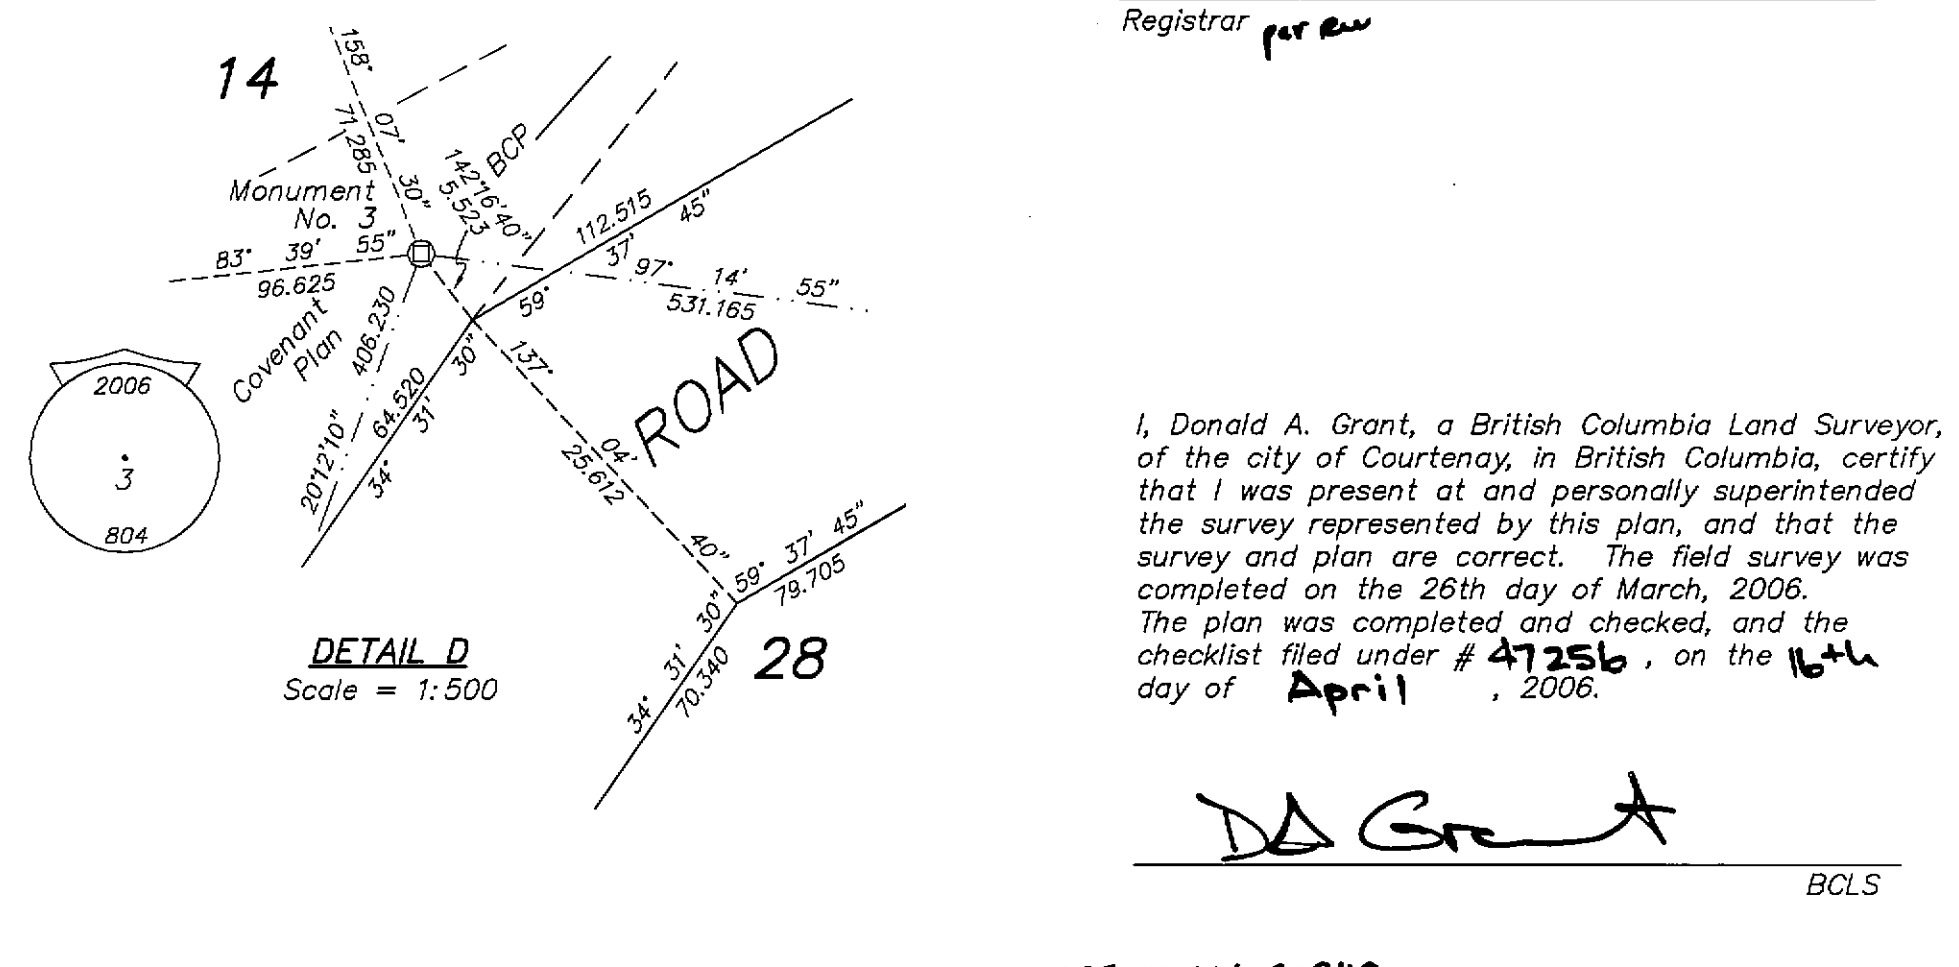 Registrar per
14
158° 07' 30"
71.285
Monument
No. 3
83° 39' 55"
96.625
142°16'40"
5.523
BCP
112.515
59° 37' 45"
97° 14' 55"
531.165
Covenant
Plan
406.230
20°12'10"
64.520
34° 31' 30"
137° 04' 40"
25.612
ROAD
2006
3
804
59° 37' 45"
79.705
34° 31' 30"
70.340
28
DETAIL D
Scale = 1:500
I, Donald A. Grant, a British Columbia Land Surveyor,
of the city of Courtenay, in British Columbia, certify
that I was present at and personally superintended
the survey represented by this plan, and that the
survey and plan are correct. The field survey was
completed on the 26th day of March, 2006.
The plan was completed and checked, and the
checklist filed under # 47256, on the 16th
day of April, 2006.
DA Grant
BCLS